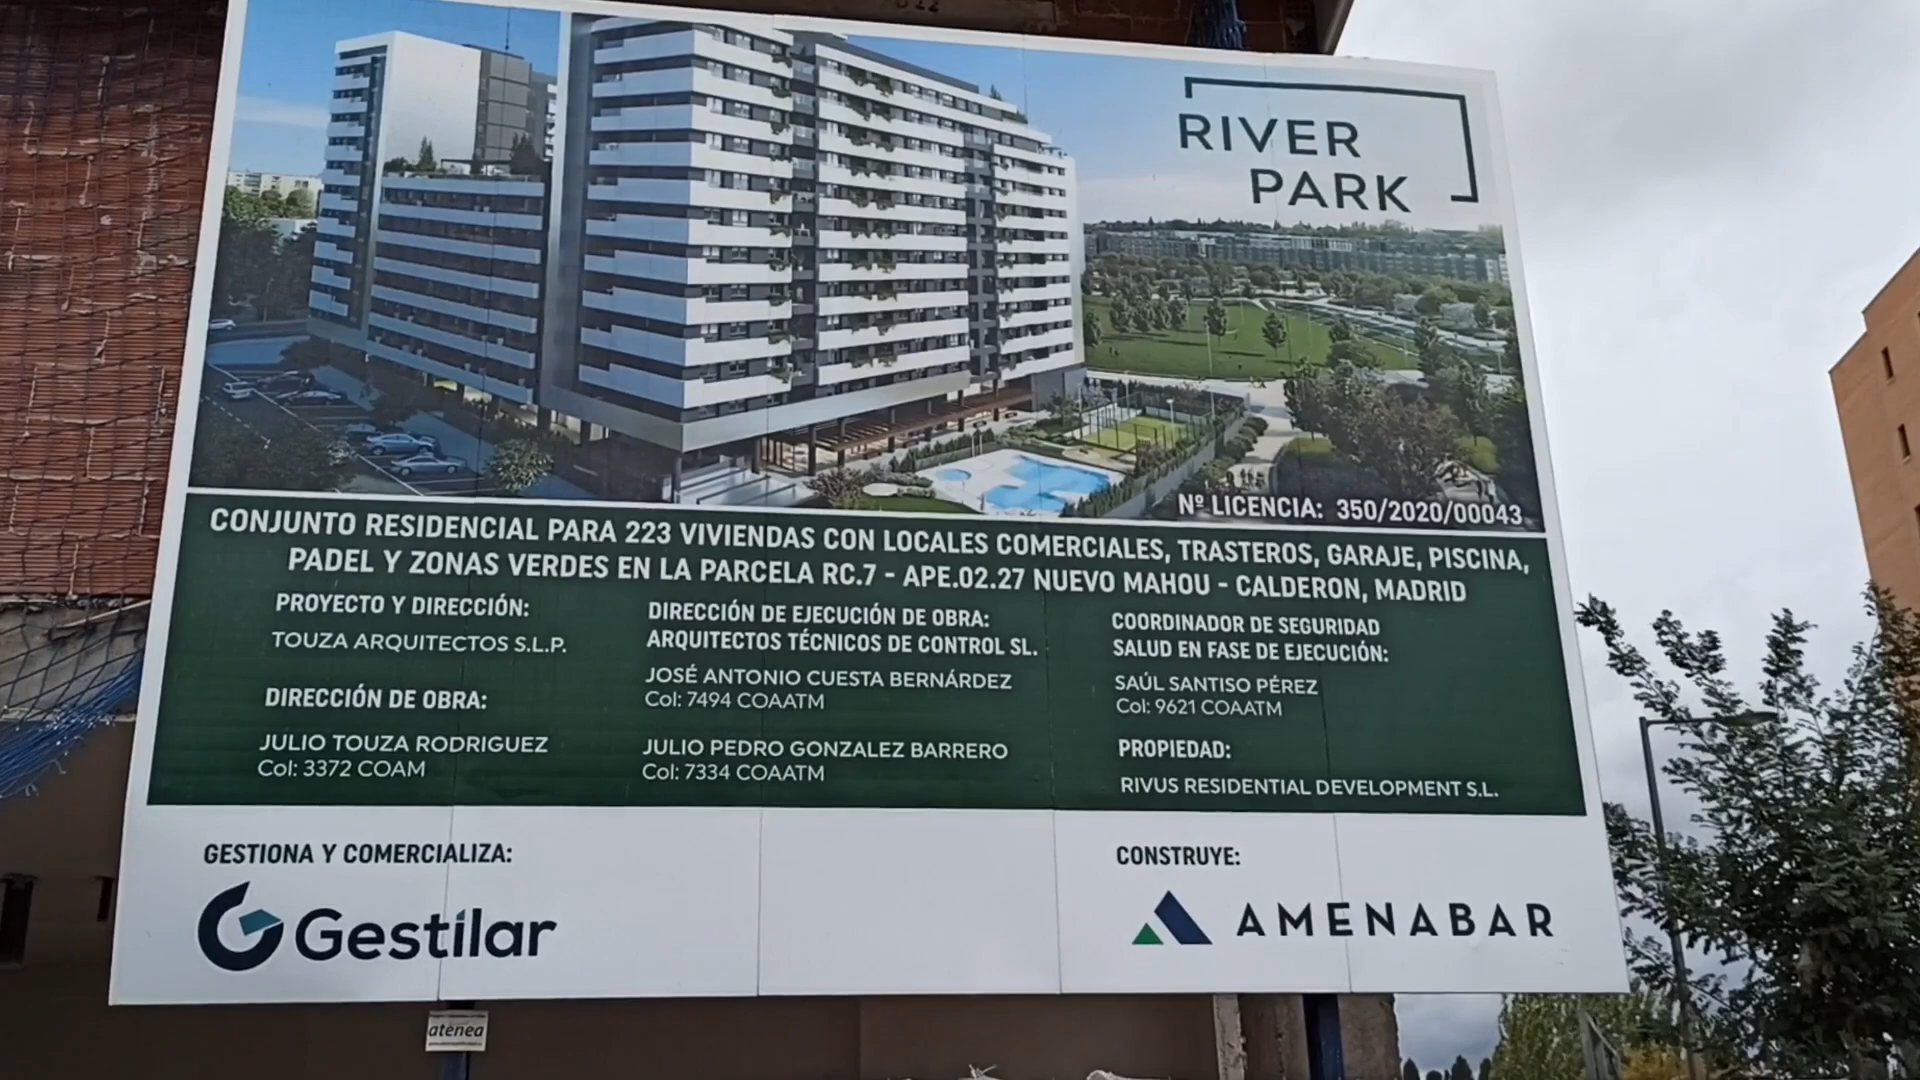 RIVER
PARK
Nº LICENCIA: 350/2020/00043
CONJUNTO RESIDENCIAL PARA 223 VIVIENDAS CON LOCALES COMERCIALES, TRASTEROS, GARAJE, PISCINA,
PADEL Y ZONAS VERDES EN LA PARCELA RC.7 - APE.02.27 NUEVO MAHOU - CALDERON, MADRID
PROYECTO Y DIRECCIÓN:
TOUZA ARQUITECTOS S.L.P.
DIRECCIÓN DE OBRA:
JULIO TOUZA RODRIGUEZ
Col: 3372 COAM
DIRECCIÓN DE EJECUCIÓN DE OBRA:
ARQUITECTOS TÉCNICOS DE CONTROL SL.
JOSÉ ANTONIO CUESTA BERNÁRDEZ
Col: 7494 COAATM
JULIO PEDRO GONZALEZ BARRERO
Col: 7334 COAATM
COORDINADOR DE SEGURIDAD
SALUD EN FASE DE EJECUCIÓN:
SAÚL SANTISO PÉREZ
Col: 9621 COAATM
PROPIEDAD:
RIVUS RESIDENTIAL DEVELOPMENT S.L.
GESTIONA Y COMERCIALIZA:
Gestilar
CONSTRUYE:
AMENABAR
atenea